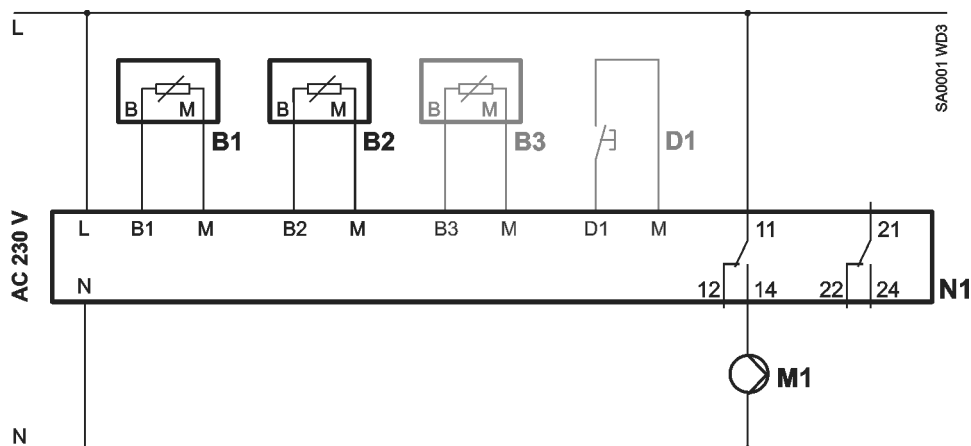 L
SA0001 WD3
B M
B1
B M
B2
B M
B3
D1
AC 230 V
L B1 M B2 M B3 M D1 M 11 21
N
12 14 22 24
N1
M1
N